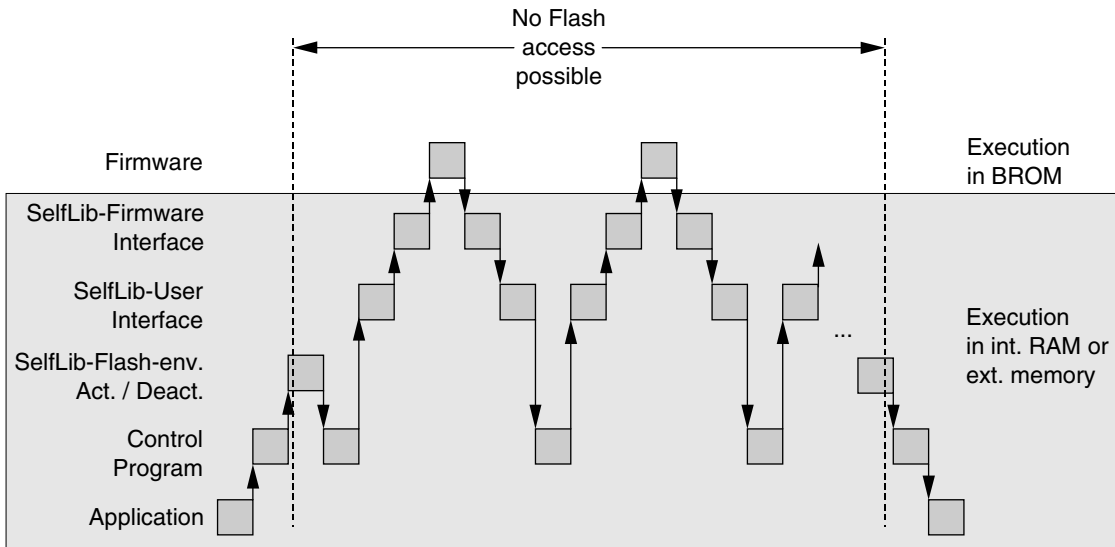 No Flash
access
possible
Firmware
Execution
in BROM
SelfLib-Firmware
Interface
SelfLib-User
Interface
Execution
in int. RAM or
ext. memory
...
SelfLib-Flash-env.
Act. / Deact.
Control
Program
Application